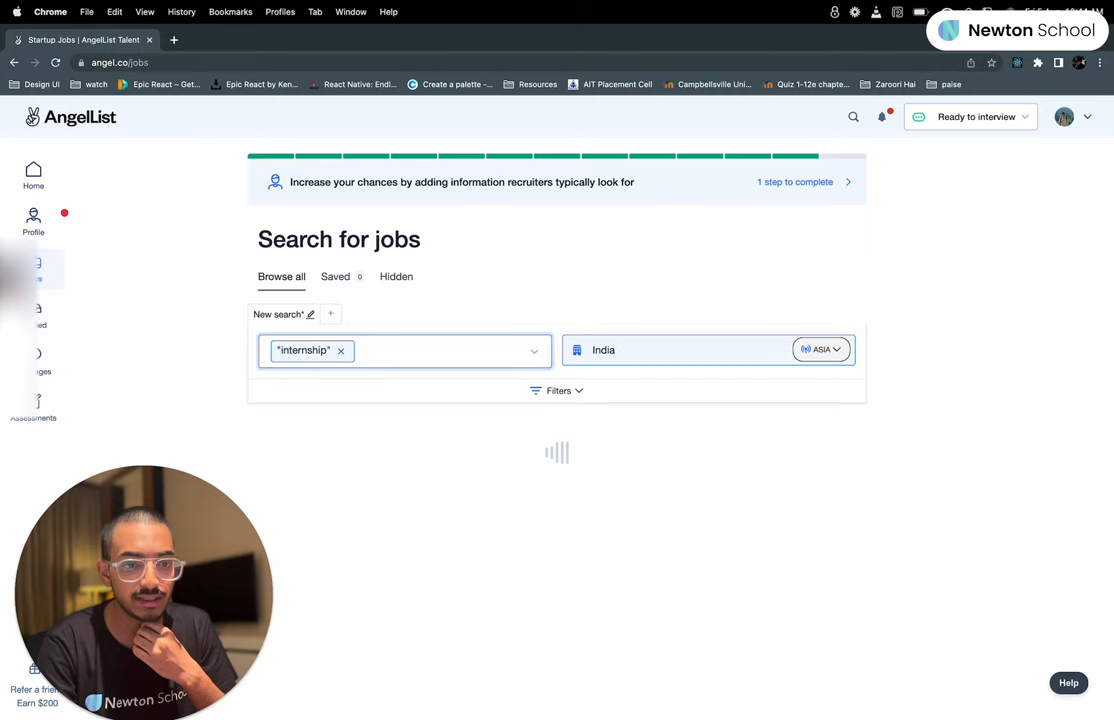 Chrome File Edit View History Bookmarks Profiles Tab Window Help
Newton School
Startup Jobs | AngelList Talent
angel.co/jobs
Design UI watch Epic React – Get... Epic React by Ken... React Native: Endl... Create a palette -... Resources AIT Placement Cell Campbellsville Uni... Quiz 1-12e chapte... Zaroori Hai paise
AngelList
Ready to interview
Home
Profile
Increase your chances by adding information recruiters typically look for
1 step to complete
Search for jobs
Browse all Saved 0 Hidden
New search* +
"internship"
India
ASIA
Filters
Assessments
Refer a
Earn $200
Newton
Help